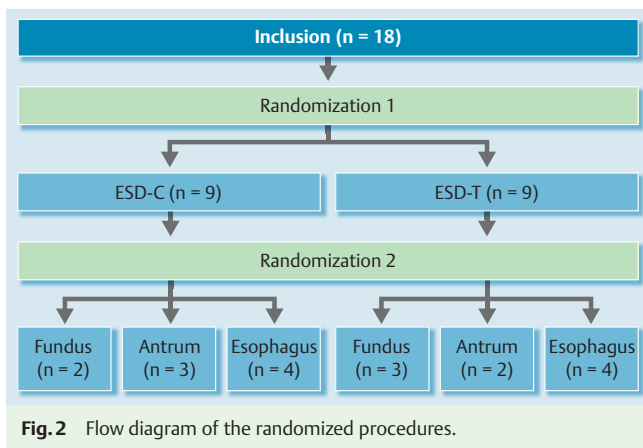 Inclusion (n = 18)
Randomization 1
ESD-C (n = 9)
ESD-T (n = 9)
Randomization 2
Fundus
(n = 2)
Antrum
(n = 3)
Esophagus
(n = 4)
Fundus
(n = 3)
Antrum
(n = 2)
Esophagus
(n = 4)
Fig. 2 Flow diagram of the randomized procedures.